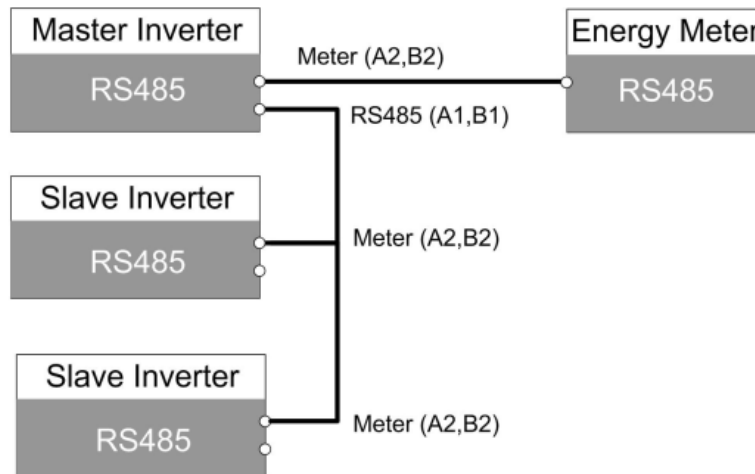 Master Inverter
RS485
Meter (A2,B2)
Energy Meter
RS485
RS485 (A1,B1)
Slave Inverter
RS485
Meter (A2,B2)
Slave Inverter
RS485
Meter (A2,B2)